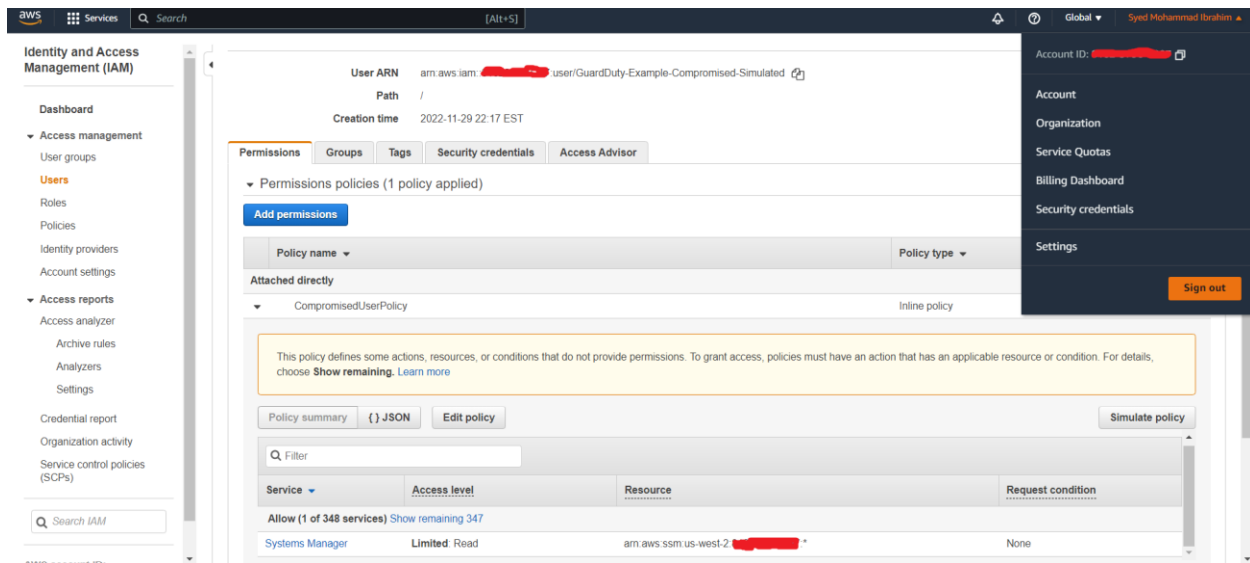 aws Services Search [Alt+S] Global Syed Mohammad Ibrahim
Identity and Access
Management (IAM)
Dashboard
Access management
User groups
Users
Roles
Policies
Identity providers
Account settings
Access reports
Access analyzer
Archive rules
Analyzers
Settings
Credential report
Organization activity
Service control policies
(SCPs)
Search IAM
User ARN arn:aws:iam: :user/GuardDuty-Example-Compromised-Simulated
Path /
Creation time 2022-11-29 22:17 EST
Permissions Groups Tags Security credentials Access Advisor
Permissions policies (1 policy applied)
Add permissions
Policy name Policy type
Attached directly
CompromisedUserPolicy Inline policy
This policy defines some actions, resources, or conditions that do not provide permissions. To grant access, policies must have an action that has an applicable resource or condition. For details,
choose Show remaining. Learn more
Policy summary { } JSON Edit policy Simulate policy
Filter
Service Access level Resource Request condition
Allow (1 of 348 services) Show remaining 347
Systems Manager Limited: Read arn:aws:ssm:us-west-2: :* None
Account ID:
Account
Organization
Service Quotas
Billing Dashboard
Security credentials
Settings
Sign out